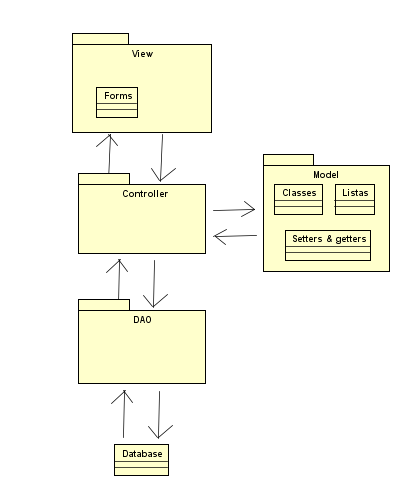 View
Forms
Controller
Model
Classes
Listas
Setters & getters
DAO
Database